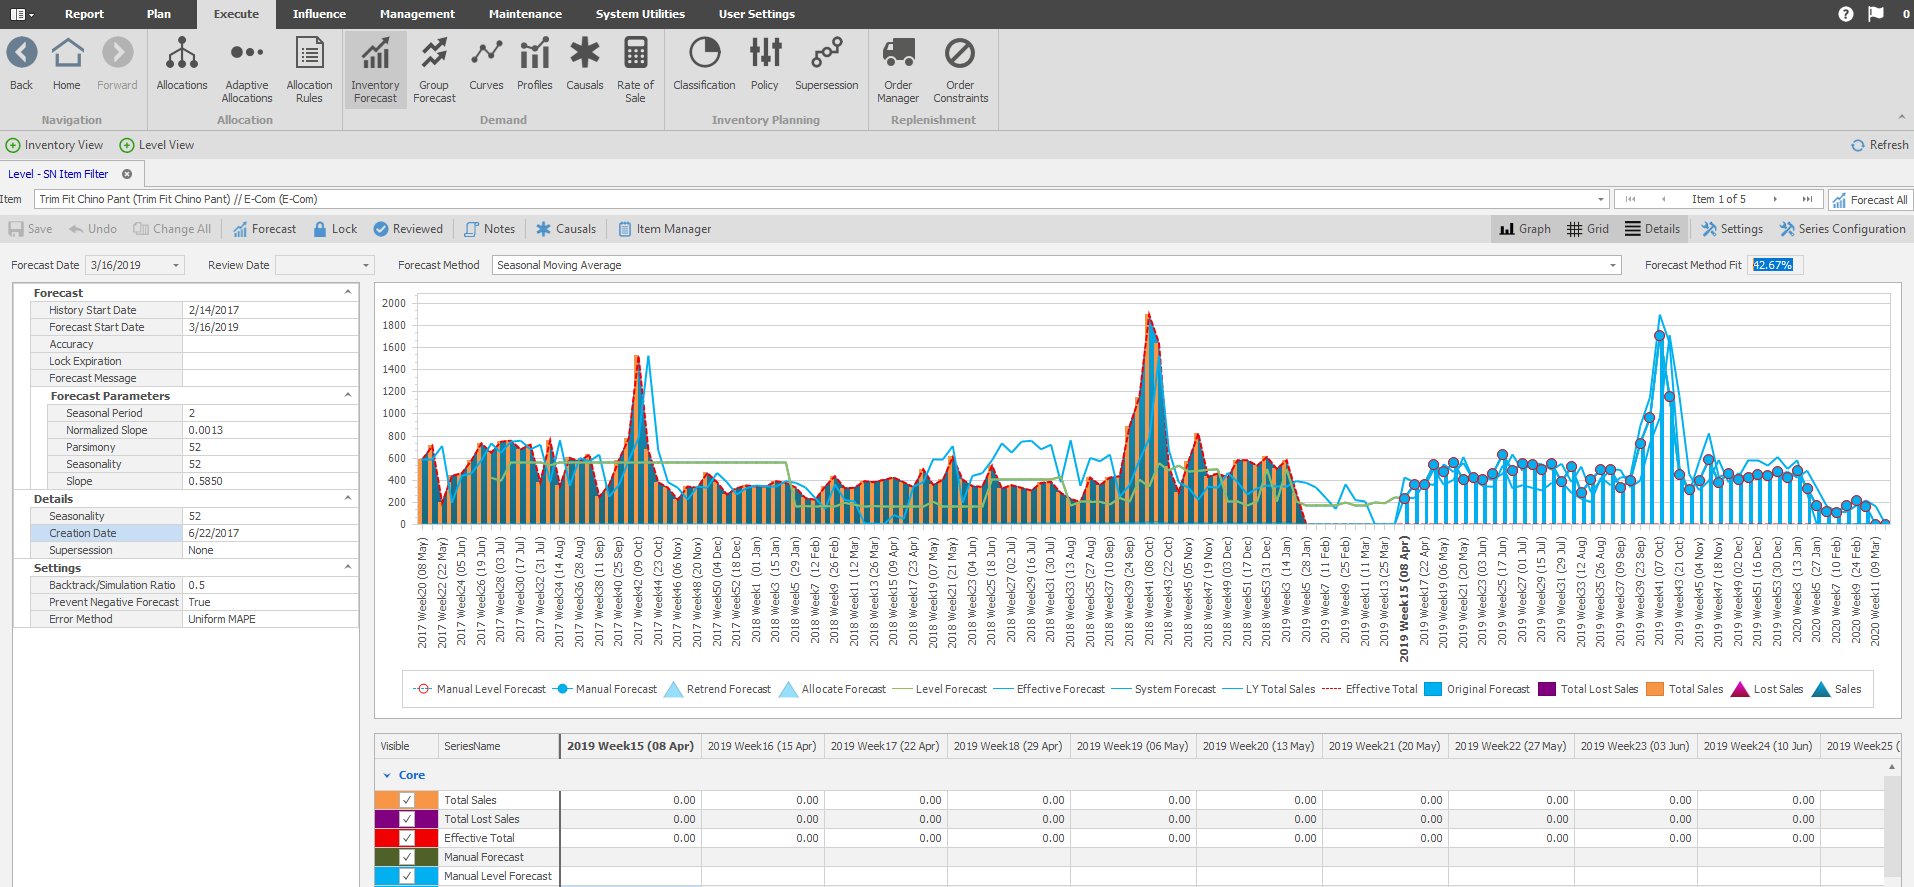 Report Plan Execute Influence Management Maintenance System Utilities User Settings 0
Back Home Forward Allocations Adaptive Allocations Allocation Rules Inventory Forecast Group Forecast Curves Profiles Causals Rate of Sale Classification Policy Supersession Order Manager Order Constraints
Navigation Allocation Demand Inventory Planning Replenishment
Inventory View Level View Refresh
Level - SN Item Filter
Item Trim Fit Chino Pant (Trim Fit Chino Pant) // E-Com (E-Com) Item 1 of 5 Forecast All
Save Undo Change All Forecast Lock Reviewed Notes Causals Item Manager Graph Grid Details Settings Series Configuration
Forecast Date 3/16/2019 Review Date Forecast Method Seasonal Moving Average Forecast Method Fit 42.67%
Forecast
History Start Date 2/14/2017
Forecast Start Date 3/16/2019
Accuracy
Lock Expiration
Forecast Message
Forecast Parameters
Seasonal Period 2
Normalized Slope 0.0013
Parsimony 52
Seasonality 52
Slope 0.5850
Details
Seasonality 52
Creation Date 6/22/2017
Supersession None
Settings
Backtrack/Simulation Ratio 0.5
Prevent Negative Forecast True
Error Method Uniform MAPE
2000
1800
1600
1400
1200
1000
800
600
400
200
0
2017 Week20 (08 May)
2017 Week22 (22 May)
2017 Week24 (05 Jun)
2017 Week26 (19 Jun)
2017 Week28 (03 Jul)
2017 Week30 (17 Jul)
2017 Week32 (31 Jul)
2017 Week34 (14 Aug)
2017 Week36 (28 Aug)
2017 Week38 (11 Sep)
2017 Week40 (25 Sep)
2017 Week42 (09 Oct)
2017 Week44 (23 Oct)
2017 Week46 (06 Nov)
2017 Week48 (20 Nov)
2017 Week50 (04 Dec)
2017 Week52 (18 Dec)
2018 Week1 (01 Jan)
2018 Week3 (15 Jan)
2018 Week5 (29 Jan)
2018 Week7 (12 Feb)
2018 Week9 (26 Feb)
2018 Week11 (12 Mar)
2018 Week13 (26 Mar)
2018 Week15 (09 Apr)
2018 Week17 (23 Apr)
2018 Week19 (07 May)
2018 Week21 (21 May)
2018 Week23 (04 Jun)
2018 Week25 (18 Jun)
2018 Week27 (02 Jul)
2018 Week29 (16 Jul)
2018 Week31 (30 Jul)
2018 Week33 (13 Aug)
2018 Week35 (27 Aug)
2018 Week37 (10 Sep)
2018 Week39 (24 Sep)
2018 Week41 (08 Oct)
2018 Week43 (22 Oct)
2018 Week45 (05 Nov)
2018 Week47 (19 Nov)
2018 Week49 (03 Dec)
2018 Week51 (17 Dec)
2018 Week53 (31 Dec)
2019 Week3 (14 Jan)
2019 Week5 (28 Jan)
2019 Week7 (11 Feb)
2019 Week9 (25 Feb)
2019 Week11 (11 Mar)
2019 Week13 (25 Mar)
2019 Week15 (08 Apr)
2019 Week17 (22 Apr)
2019 Week19 (06 May)
2019 Week21 (20 May)
2019 Week23 (03 Jun)
2019 Week25 (17 Jun)
2019 Week27 (01 Jul)
2019 Week29 (15 Jul)
2019 Week31 (29 Jul)
2019 Week33 (12 Aug)
2019 Week35 (26 Aug)
2019 Week37 (09 Sep)
2019 Week39 (23 Sep)
2019 Week41 (07 Oct)
2019 Week43 (21 Oct)
2019 Week45 (04 Nov)
2019 Week47 (18 Nov)
2019 Week49 (02 Dec)
2019 Week51 (16 Dec)
2019 Week53 (30 Dec)
2020 Week3 (13 Jan)
2020 Week5 (27 Jan)
2020 Week7 (10 Feb)
2020 Week9 (24 Feb)
2020 Week11 (09 Mar)
Manual Level Forecast Manual Forecast Retrend Forecast Allocate Forecast Level Forecast Effective Forecast System Forecast LY Total Sales Effective Total Original Forecast Total Lost Sales Total Sales Lost Sales Sales
Visible SeriesName 2019 Week15 (08 Apr) 2019 Week16 (15 Apr) 2019 Week17 (22 Apr) 2019 Week18 (29 Apr) 2019 Week19 (06 May) 2019 Week20 (13 May) 2019 Week21 (20 May) 2019 Week22 (27 May) 2019 Week23 (03 Jun) 2019 Week24 (10 Jun) 2019 Week25 (
Core
Total Sales 0.00 0.00 0.00 0.00 0.00 0.00 0.00 0.00 0.00 0.00
Total Lost Sales 0.00 0.00 0.00 0.00 0.00 0.00 0.00 0.00 0.00 0.00
Effective Total 0.00 0.00 0.00 0.00 0.00 0.00 0.00 0.00 0.00 0.00
Manual Forecast
Manual Level Forecast